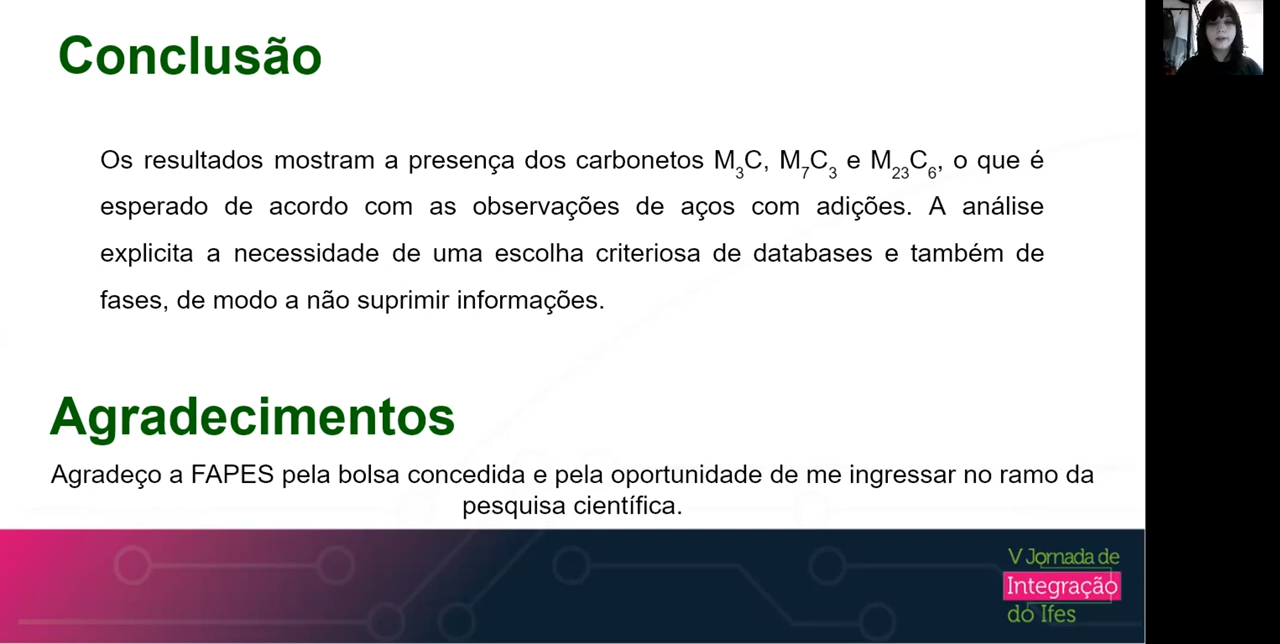 Conclusão
Os resultados mostram a presença dos carbonetos M₃C, M₇C₃ e M₂₃C₆, o que é
esperado de acordo com as observações de aços com adições. A análise
explicita a necessidade de uma escolha criteriosa de databases e também de
fases, de modo a não suprimir informações.
Agradecimentos
Agradeço a FAPES pela bolsa concedida e pela oportunidade de me ingressar no ramo da
pesquisa científica.
V Jornada de
Integração
do Ifes